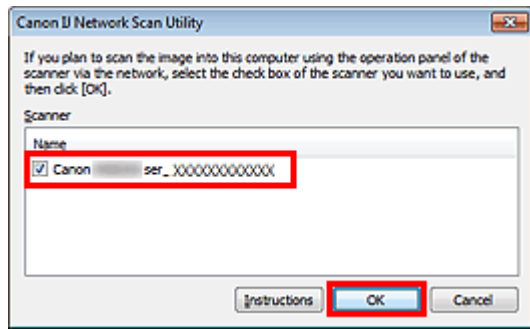 Canon IJ Network Scan Utility
If you plan to scan the image into this computer using the operation panel of the
scanner via the network, select the check box of the scanner you want to use, and
then click [OK].
Scanner
Name
Canon ser_XXXXXXXXXXXXX
Instructions OK Cancel